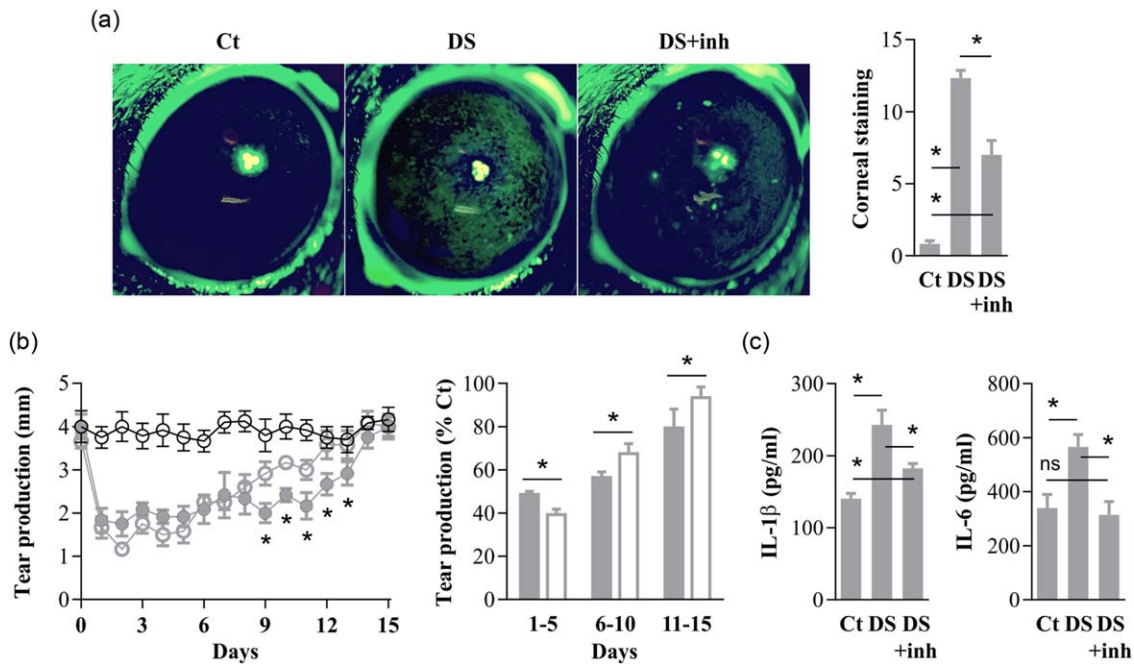 (a)
Ct
DS
DS+inh
Corneal staining
15
10
5
0
*
*
*
Ct DS DS
+inh
(b)
Tear production (mm)
5
4
3
2
1
0
* * * * *
0 3 6 9 12 15
Days
Tear production (% Ct)
100
80
60
40
20
0
*
*
*
1-5 6-10 11-15
Days
(c)
IL-1β (pg/ml)
300
200
100
0
*
*
*
Ct DS DS
+inh
IL-6 (pg/ml)
800
600
400
200
0
*
ns
*
Ct DS DS
+inh